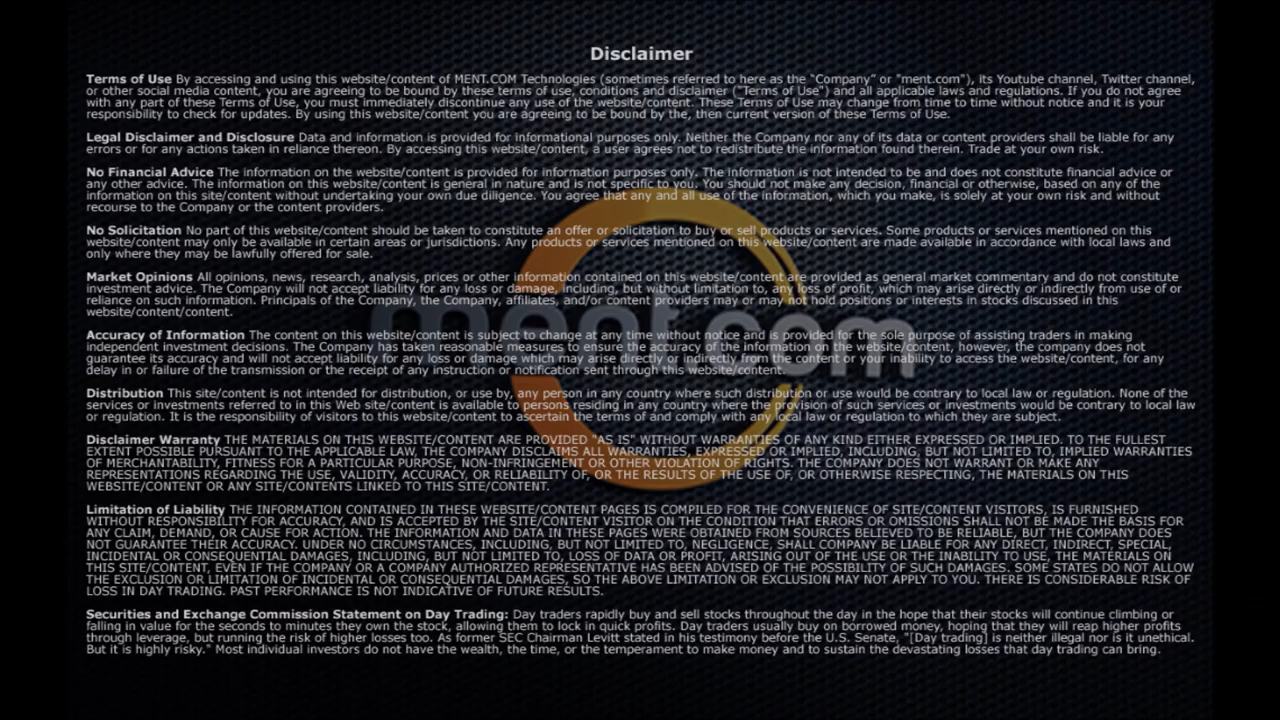 Disclaimer
Terms of Use By accessing and using this website/content of MENT.COM Technologies (sometimes referred to here as the "Company" or "ment.com"), its Youtube channel, Twitter channel,
or other social media content, you are agreeing to be bound by these terms of use, conditions and disclaimer ("Terms of Use") and all applicable laws and regulations. If you do not agree
with any part of these Terms of Use, you must immediately discontinue any use of the website/content. These Terms of Use may change from time to time without notice and it is your
responsibility to check for updates. By using this website/content you are agreeing to be bound by the, then current version of these Terms of Use.
Legal Disclaimer and Disclosure Data and information is provided for informational purposes only. Neither the Company nor any of its data or content providers shall be liable for any
errors or for any actions taken in reliance thereon. By accessing this website/content, a user agrees not to redistribute the information found therein. Trade at your own risk.
No Financial Advice The information on the website/content is provided for information purposes only. The Information is not intended to be and does not constitute financial advice or
any other advice. The information on this website/content is general in nature and is not specific to you. You should not make any decision, financial or otherwise, based on any of the
information on this site/content without undertaking your own due diligence. You agree that any and all use of the information, which you make, is solely at your own risk and without
recourse to the Company or the content providers.
No Solicitation No part of this website/content should be taken to constitute an offer or solicitation to buy or sell products or services. Some products or services mentioned on this
website/content may only be available in certain areas or jurisdictions. Any products or services mentioned on this website/content are made available in accordance with local laws and
only where they may be lawfully offered for sale.
Market Opinions All opinions, news, research, analysis, prices or other information contained on this website/content are provided as general market commentary and do not constitute
investment advice. The Company will not accept liability for any loss or damage, including, but without limitation to, any loss of profit, which may arise directly or indirectly from use of or
reliance on such information. Principals of the Company, the Company, affiliates, and/or content providers may or may not hold positions or interests in stocks discussed in this
website/content/content.
Accuracy of Information The content on this website/content is subject to change at any time without notice and is provided for the sole purpose of assisting traders in making
independent investment decisions. The Company has taken reasonable measures to ensure the accuracy of the information on the website/content, however, the company does not
guarantee its accuracy and will not accept liability for any loss or damage which may arise directly or indirectly from the content or your inability to access the website/content, for any
delay in or failure of the transmission or the receipt of any instruction or notification sent through this website/content.
ment.com
Distribution This site/content is not intended for distribution, or use by, any person in any country where such distribution or use would be contrary to local law or regulation. None of the
services or investments referred to in this Web site/content is available to persons residing in any country where the provision of such services or investments would be contrary to local law
or regulation. It is the responsibility of visitors to this website/content to ascertain the terms of and comply with any local law or regulation to which they are subject.
Disclaimer Warranty THE MATERIALS ON THIS WEBSITE/CONTENT ARE PROVIDED "AS IS" WITHOUT WARRANTIES OF ANY KIND EITHER EXPRESSED OR IMPLIED. TO THE FULLEST
EXTENT POSSIBLE PURSUANT TO THE APPLICABLE LAW, THE COMPANY DISCLAIMS ALL WARRANTIES, EXPRESSED OR IMPLIED, INCLUDING, BUT NOT LIMITED TO, IMPLIED WARRANTIES
OF MERCHANTABILITY, FITNESS FOR A PARTICULAR PURPOSE, NON-INFRINGEMENT OR OTHER VIOLATION OF RIGHTS. THE COMPANY DOES NOT WARRANT OR MAKE ANY
REPRESENTATIONS REGARDING THE USE, VALIDITY, ACCURACY, OR RELIABILITY OF, OR THE RESULTS OF THE USE OF, OR OTHERWISE RESPECTING, THE MATERIALS ON THIS
WEBSITE/CONTENT OR ANY SITE/CONTENTS LINKED TO THIS SITE/CONTENT.
Limitation of Liability THE INFORMATION CONTAINED IN THESE WEBSITE/CONTENT PAGES IS COMPILED FOR THE CONVENIENCE OF SITE/CONTENT VISITORS, IS FURNISHED
WITHOUT RESPONSIBILITY FOR ACCURACY, AND IS ACCEPTED BY THE SITE/CONTENT VISITOR ON THE CONDITION THAT ERRORS OR OMISSIONS SHALL NOT BE MADE THE BASIS FOR
ANY CLAIM, DEMAND, OR CAUSE FOR ACTION. THE INFORMATION AND DATA IN THESE PAGES WERE OBTAINED FROM SOURCES BELIEVED TO BE RELIABLE, BUT THE COMPANY DOES
NOT GUARANTEE THEIR ACCURACY. UNDER NO CIRCUMSTANCES, INCLUDING, BUT NOT LIMITED TO, NEGLIGENCE, SHALL COMPANY BE LIABLE FOR ANY DIRECT, INDIRECT, SPECIAL,
INCIDENTAL OR CONSEQUENTIAL DAMAGES, INCLUDING, BUT NOT LIMITED TO, LOSS OF DATA OR PROFIT, ARISING OUT OF THE USE OR THE INABILITY TO USE, THE MATERIALS ON
THIS SITE/CONTENT, EVEN IF THE COMPANY OR A COMPANY AUTHORIZED REPRESENTATIVE HAS BEEN ADVISED OF THE POSSIBILITY OF SUCH DAMAGES. SOME STATES DO NOT ALLOW
THE EXCLUSION OR LIMITATION OF INCIDENTAL OR CONSEQUENTIAL DAMAGES, SO THE ABOVE LIMITATION OR EXCLUSION MAY NOT APPLY TO YOU. THERE IS CONSIDERABLE RISK OF
LOSS IN DAY TRADING. PAST PERFORMANCE IS NOT INDICATIVE OF FUTURE RESULTS.
Securities and Exchange Commission Statement on Day Trading: Day traders rapidly buy and sell stocks throughout the day in the hope that their stocks will continue climbing or
falling in value for the seconds to minutes they own the stock, allowing them to lock in quick profits. Day traders usually buy on borrowed money, hoping that they will reap higher profits
through leverage, but running the risk of higher losses too. As former SEC Chairman Levitt stated in his testimony before the U.S. Senate, "[Day trading] is neither illegal nor is it unethical.
But it is highly risky." Most individual investors do not have the wealth, the time, or the temperament to make money and to sustain the devastating losses that day trading can bring.